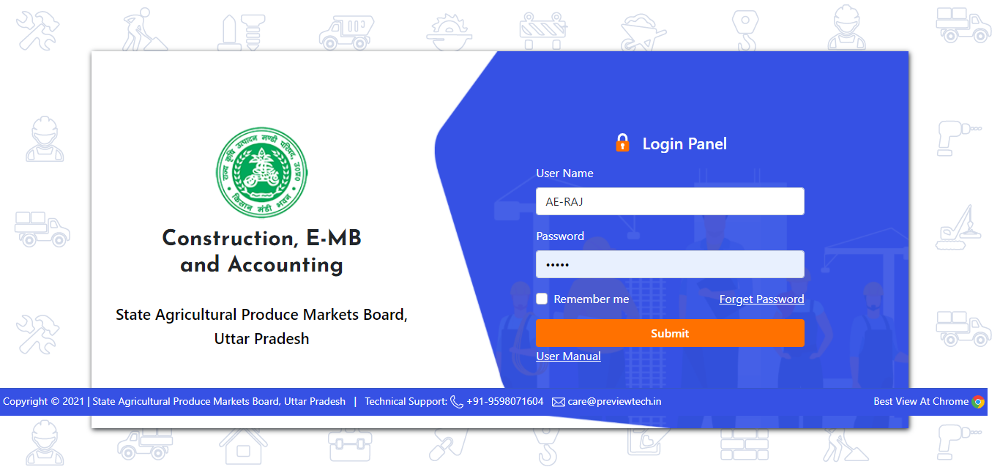 राज्य कृषि उत्पादन मण्डी परिषद, उ०प्र०
किसान मंडी भवन
Construction, E-MB
and Accounting
State Agricultural Produce Markets Board,
Uttar Pradesh
Login Panel
User Name
AE-RAJ
Password
•••••
Remember me
Forget Password
Submit
User Manual
Copyright © 2021 | State Agricultural Produce Markets Board, Uttar Pradesh | Technical Support: +91-9598071604 care@previewtech.in
Best View At Chrome